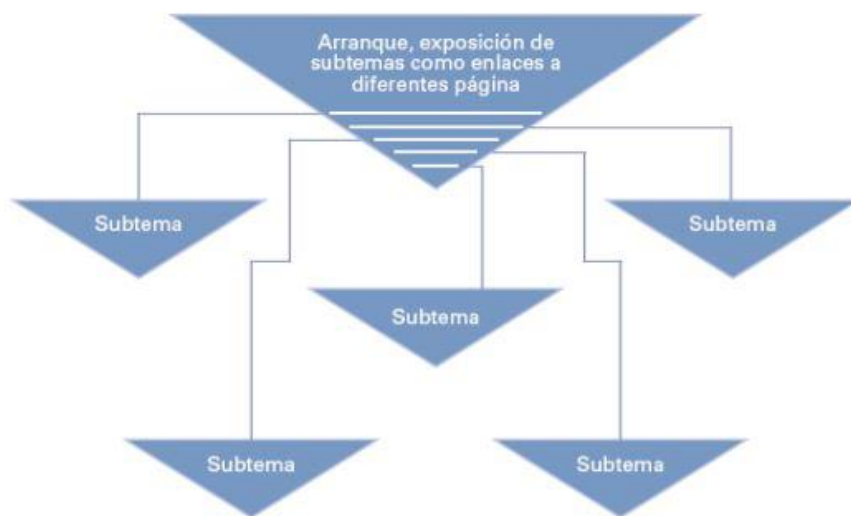 Arranque, exposición de
subtemas como enlaces a
diferentes página
Subtema
Subtema
Subtema
Subtema
Subtema